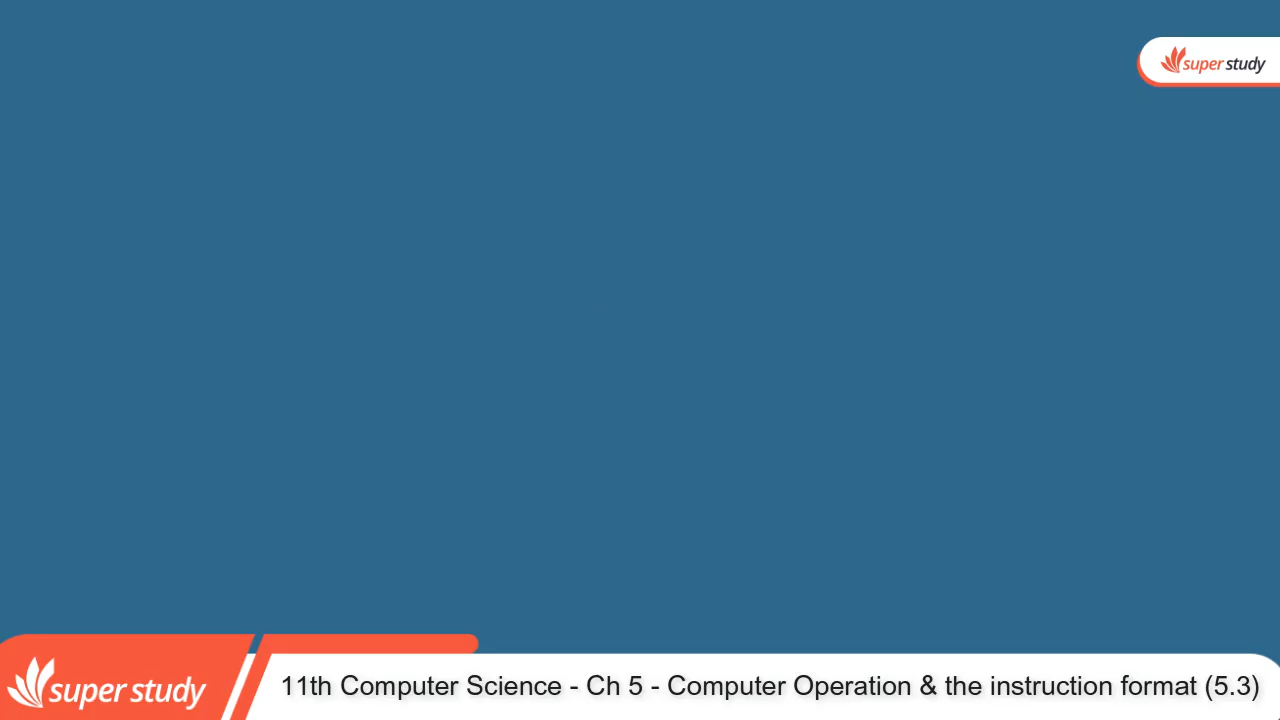 super study
super study
11th Computer Science - Ch 5 - Computer Operation & the instruction format (5.3)